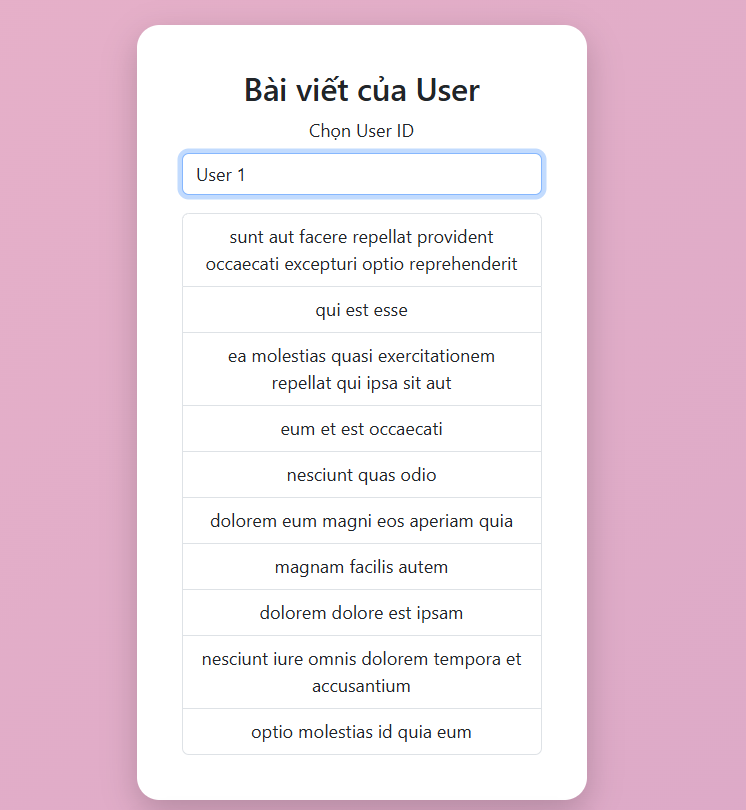 Bài viết của User
Chọn User ID
User 1
sunt aut facere repellat provident
occaecati excepturi optio reprehenderit
qui est esse
ea molestias quasi exercitationem
repellat qui ipsa sit aut
eum et est occaecati
nesciunt quas odio
dolorem eum magni eos aperiam quia
magnam facilis autem
dolorem dolore est ipsam
nesciunt iure omnis dolorem tempora et
accusantium
optio molestias id quia eum